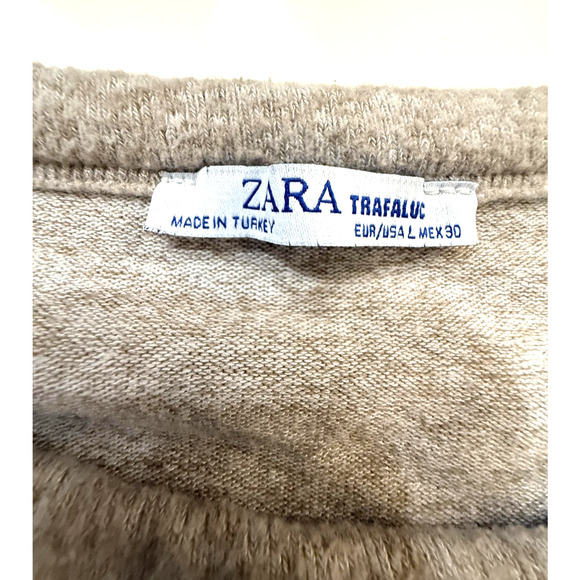 ZARA TRAFALUC
MADE IN TURKEY EUR/USA L MEX 30